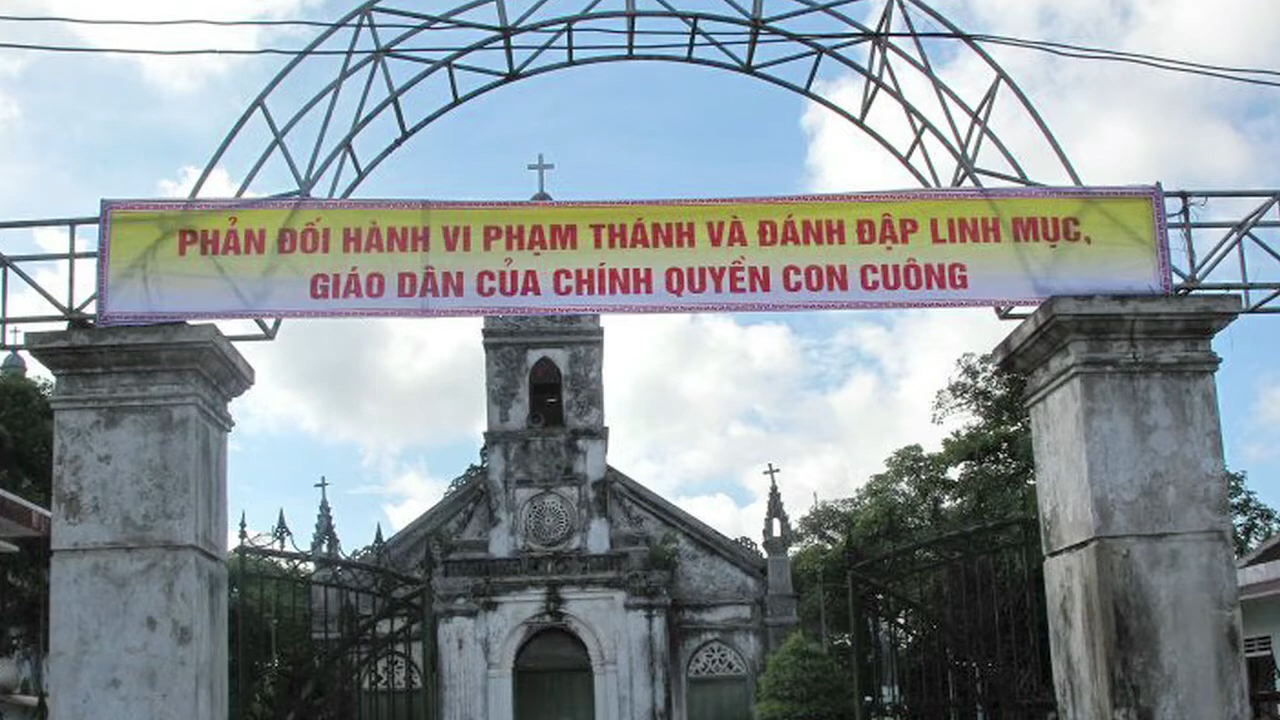 PHẢN ĐỐI HÀNH VI PHẠM THÁNH VÀ ĐÁNH ĐẬP LINH MỤC,
GIÁO DÂN CỦA CHÍNH QUYỀN CON CUÔNG